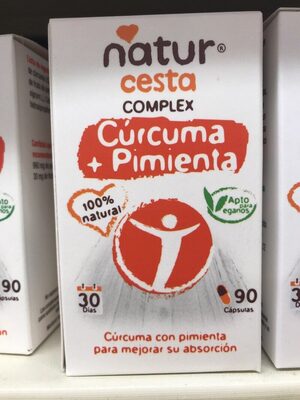 natur®
cesta
COMPLEX
Cúrcuma
+ Pimienta
100%
natural
Apto
para
veganos
30
Días
90
Cápsulas
Cúrcuma con pimienta
para mejorar su absorción
90
Cápsulas